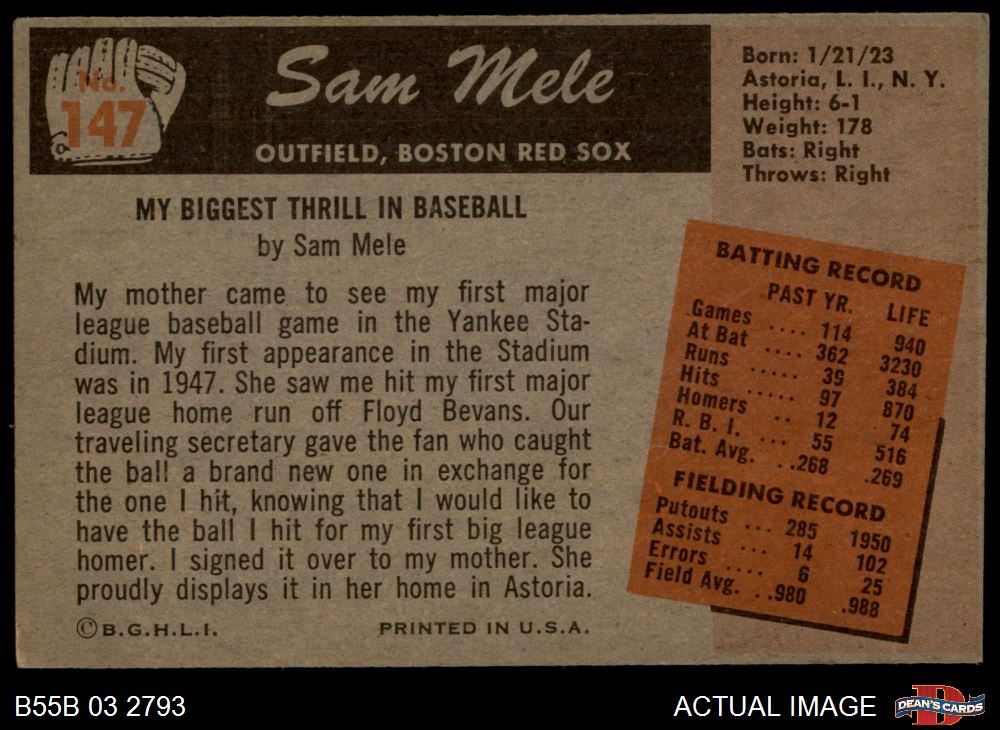 No.
147
Sam Mele
OUTFIELD, BOSTON RED SOX
Born: 1/21/23
Astoria, L. I., N. Y.
Height: 6-1
Weight: 178
Bats: Right
Throws: Right
MY BIGGEST THRILL IN BASEBALL
by Sam Mele
My mother came to see my first major
league baseball game in the Yankee Sta-
dium. My first appearance in the Stadium
was in 1947. She saw me hit my first major
league home run off Floyd Bevans. Our
traveling secretary gave the fan who caught
the ball a brand new one in exchange for
the one I hit, knowing that I would like to
have the ball I hit for my first big league
homer. I signed it over to my mother. She
proudly displays it in her home in Astoria.
©B.G.H.L.I. PRINTED IN U.S.A.
BATTING RECORD
PAST YR. LIFE
Games .... 114 940
At Bat .... 362 3230
Runs ..... 39 384
Hits ..... 97 870
Homers .... 12 74
R. B. I. ... 55 516
Bat. Avg. ..268 .269
FIELDING RECORD
Putouts ... 285 1950
Assists ... 14 102
Errors .... 6 25
Field Avg. ..980 .988
B55B 03 2793
ACTUAL IMAGE
DEAN'S CARDS